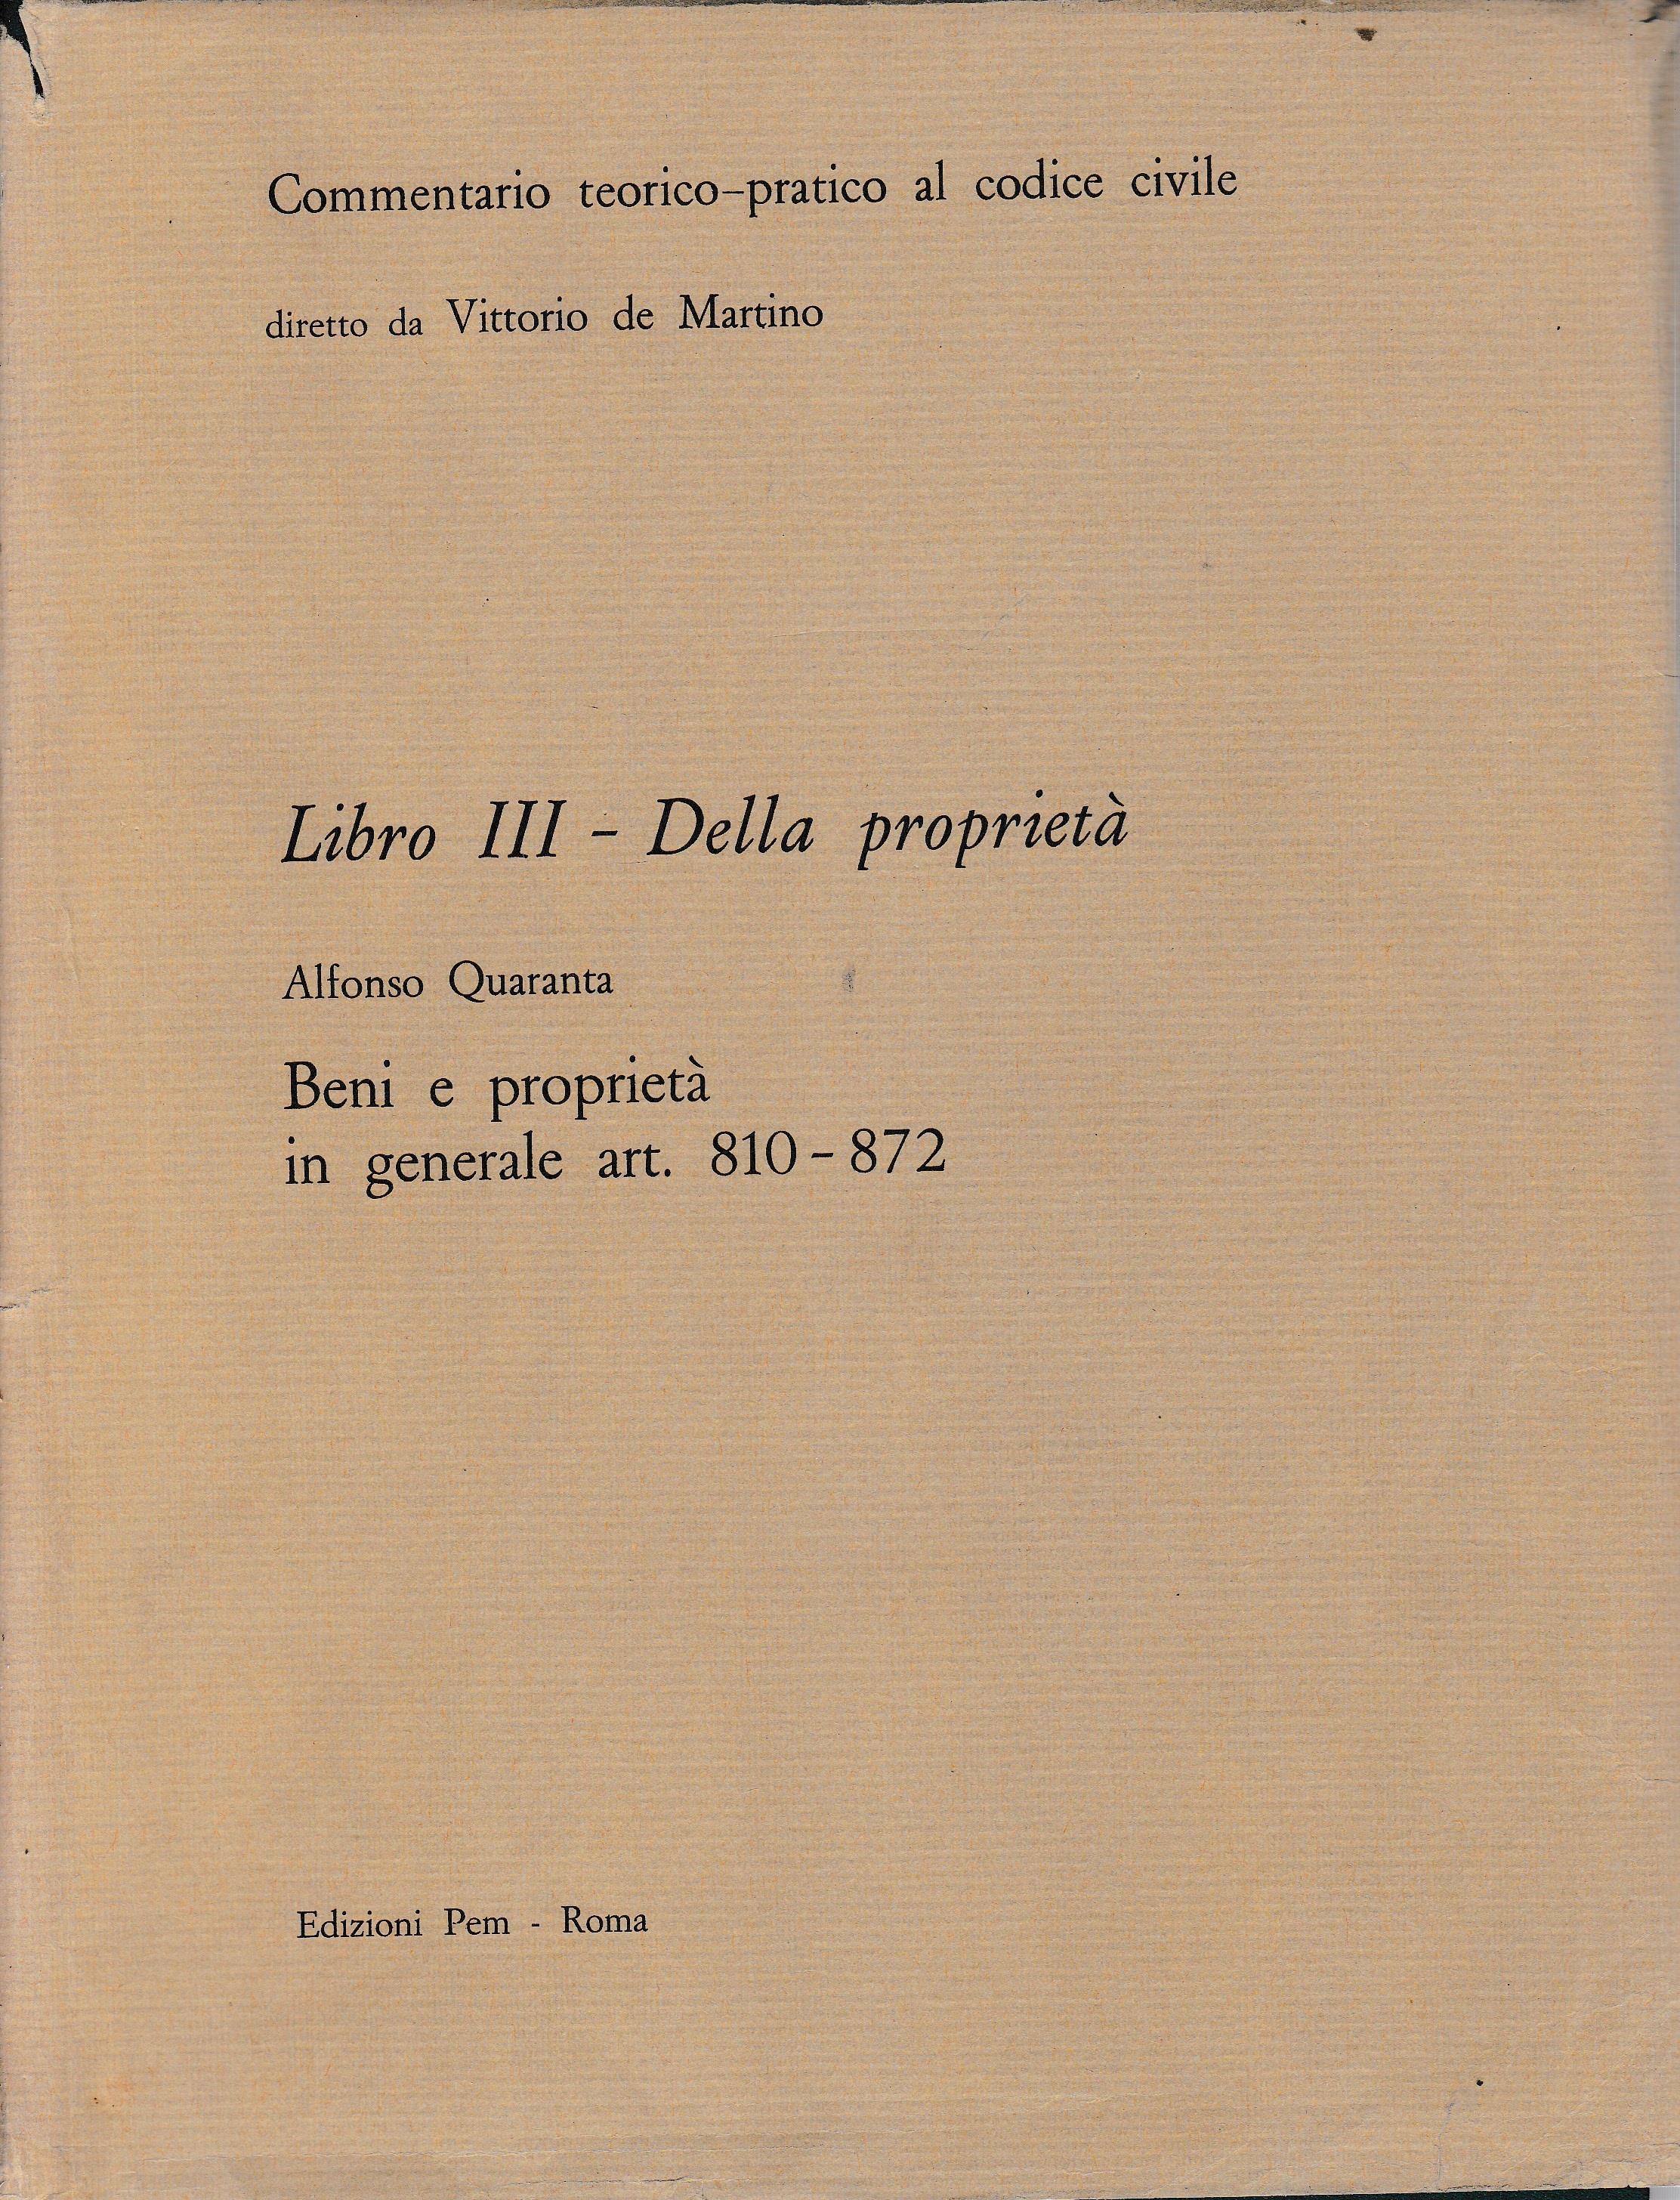 Commentario teorico-pratico al codice civile
diretto da Vittorio de Martino
Libro III - Della proprietà
Alfonso Quaranta
Beni e proprietà
in generale art. 810-872
Edizioni Pem - Roma